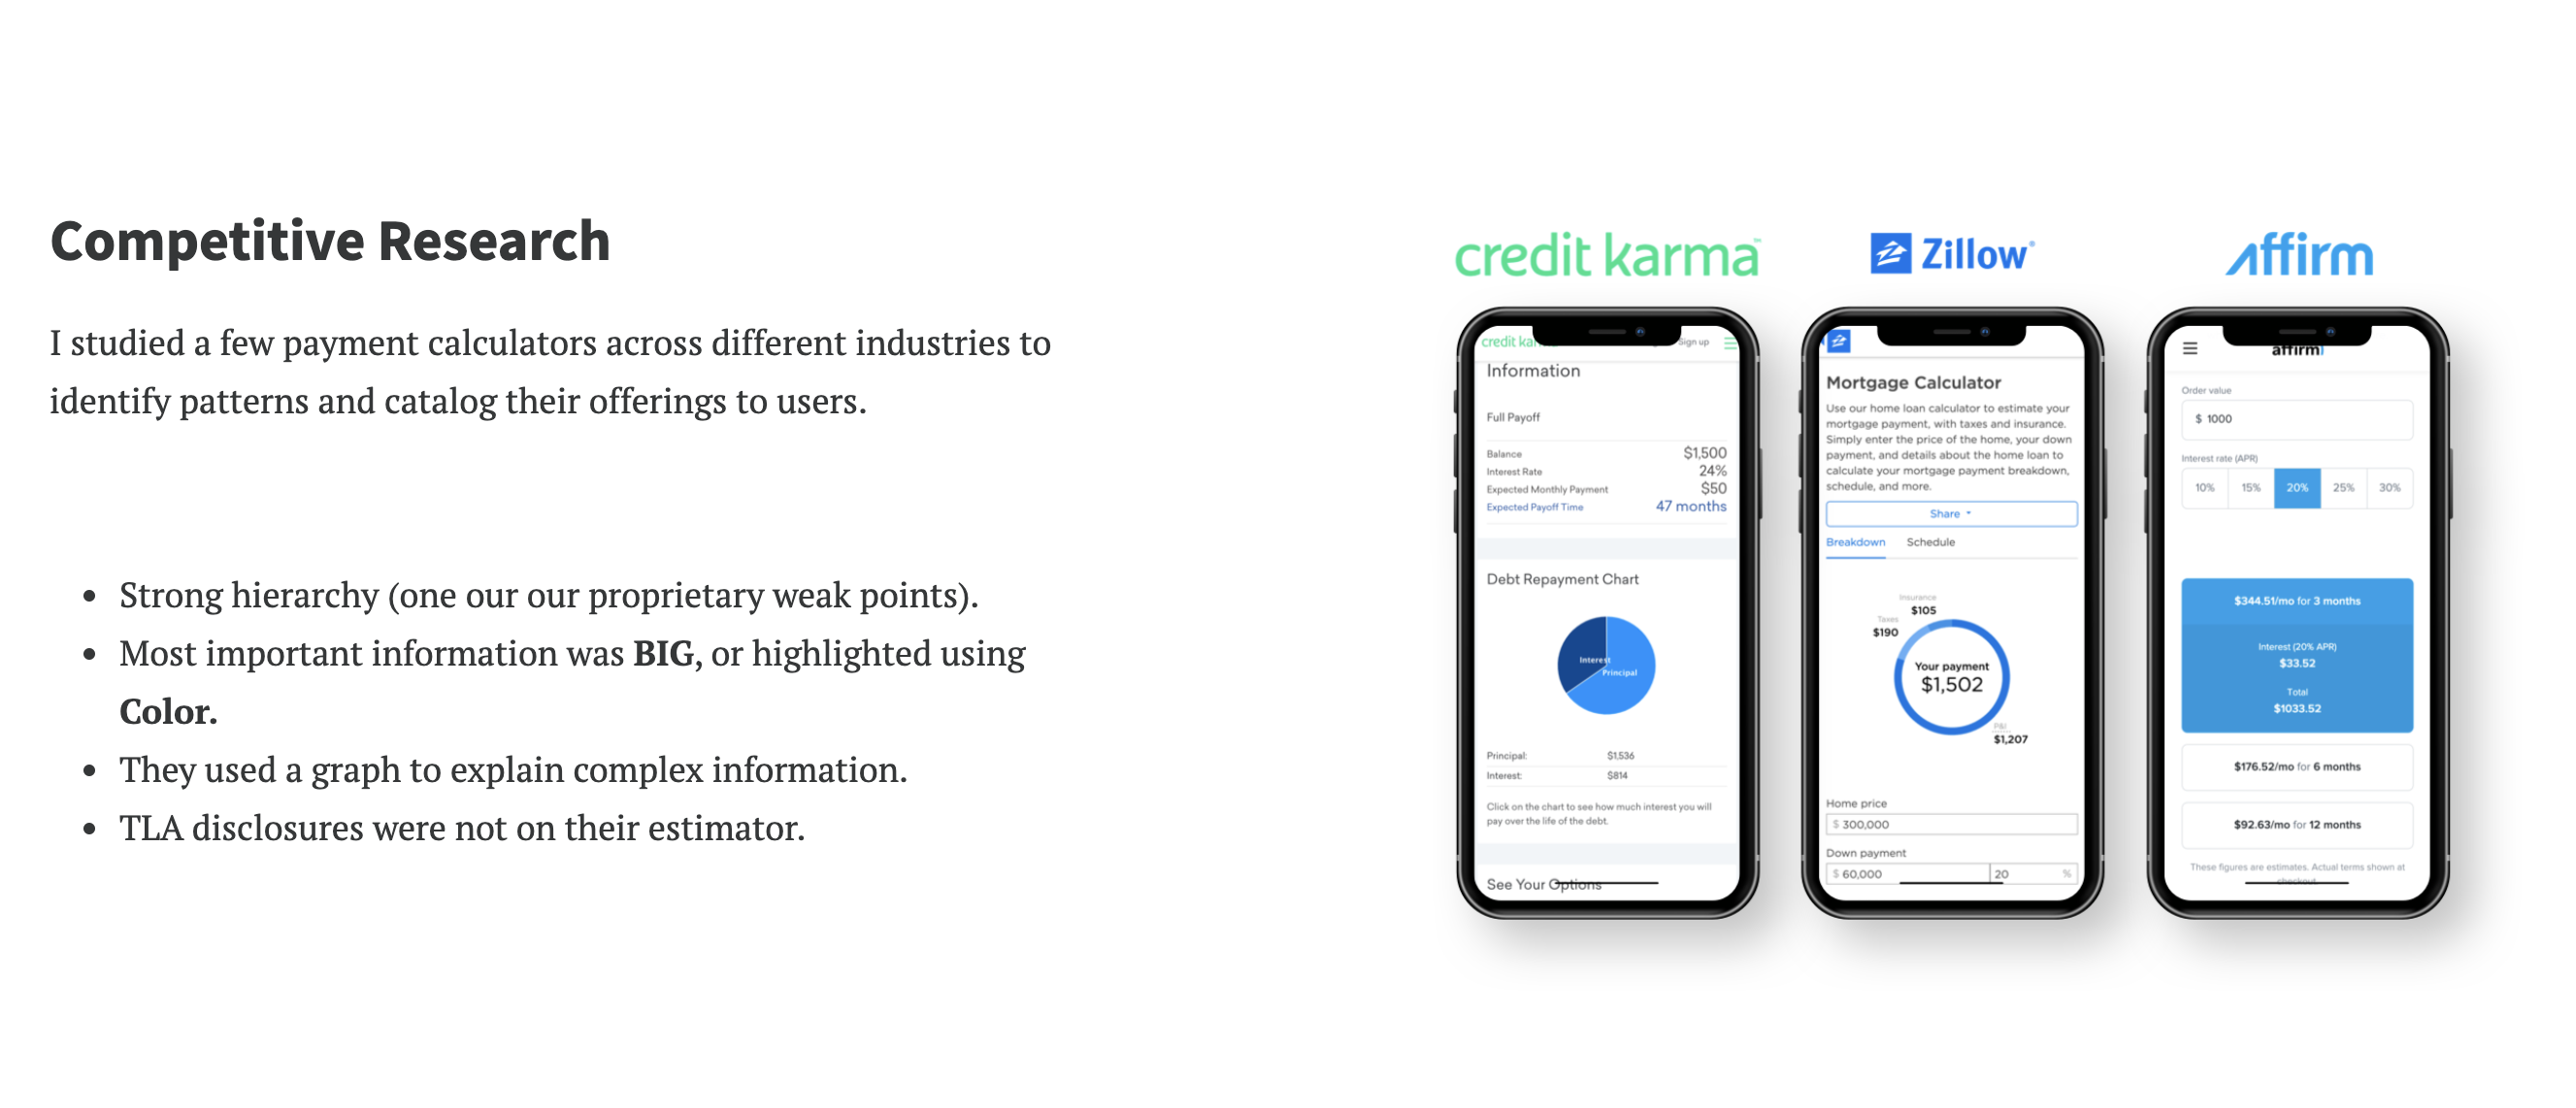 Competitive Research
I studied a few payment calculators across different industries to
identify patterns and catalog their offerings to users.
• Strong hierarchy (one our our proprietary weak points).
• Most important information was BIG, or highlighted using
Color.
• They used a graph to explain complex information.
• TLA disclosures were not on their estimator.
credit karma™
Sign up
Information
Full Payoff
Balance $1,500
Interest Rate 24%
Expected Monthly Payment $50
Expected Payoff Time 47 months
Debt Repayment Chart
Interest
Principal
Principal: $1,536
Interest: $814
Click on the chart to see how much interest you will
pay over the life of the debt.
See Your Options
Zillow®
Mortgage Calculator
Use our home loan calculator to estimate your
mortgage payment, with taxes and insurance.
Simply enter the price of the home, your down
payment, and details about the home loan to
calculate your mortgage payment breakdown,
schedule, and more.
Share
Breakdown Schedule
Insurance
$105
Taxes
$190
Your payment
$1,502
P&I
$1,207
Home price
$ 300,000
Down payment
$ 60,000 20 %
affirm
affirm
Order value
$ 1000
Interest rate (APR)
10% 15% 20% 25% 30%
$344.51/mo for 3 months
Interest (20% APR)
$33.52
Total
$1033.52
$176.52/mo for 6 months
$92.63/mo for 12 months
These figures are estimates. Actual terms shown at
checkout.